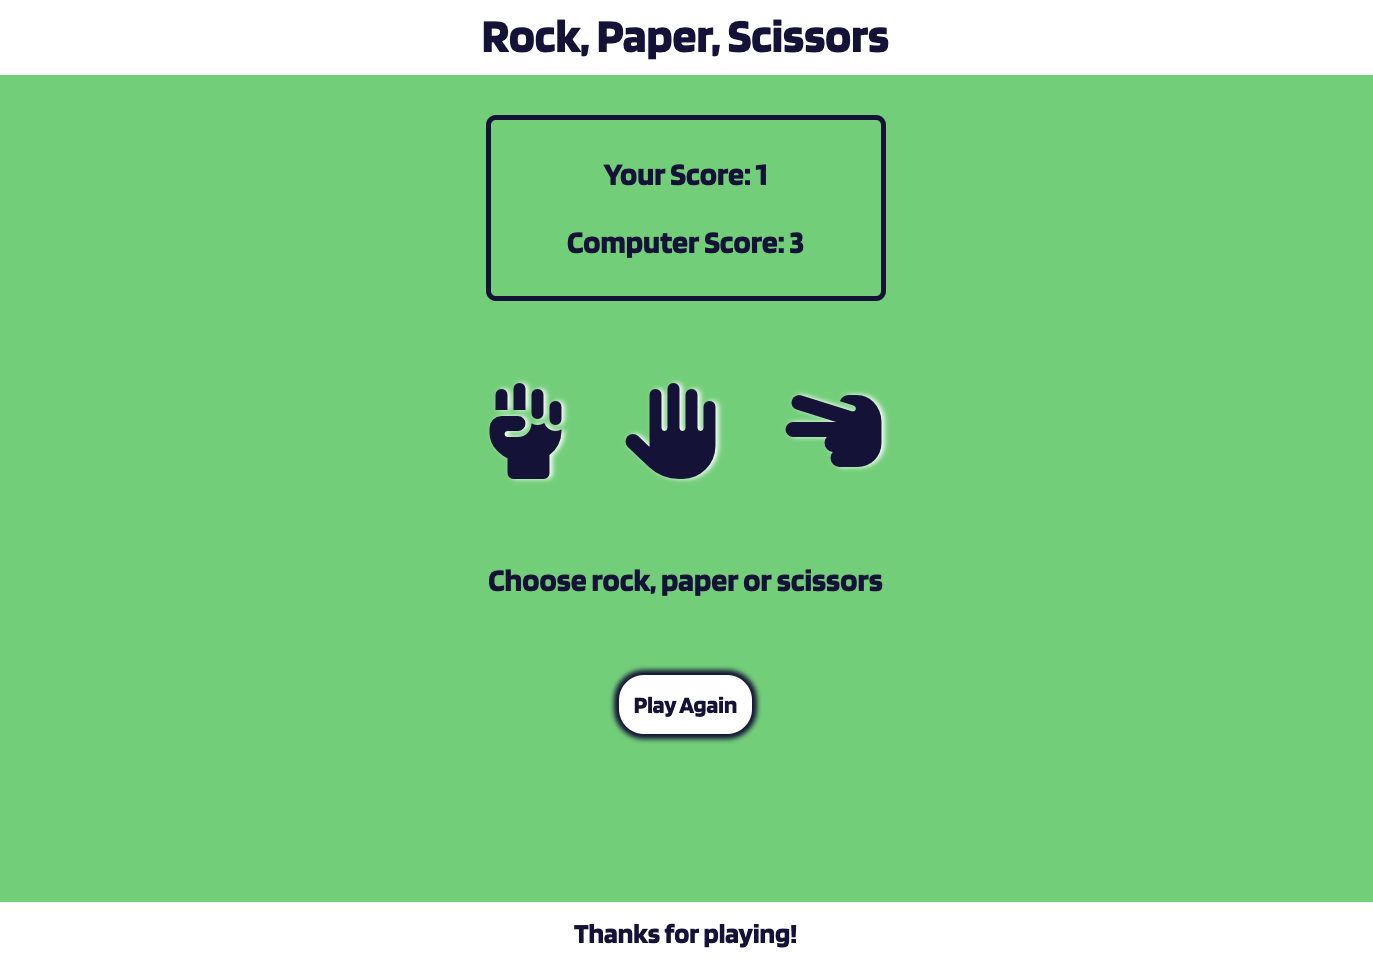 Rock, Paper, Scissors
Your Score: 1
Computer Score: 3
Choose rock, paper or scissors
Play Again
Thanks for playing!